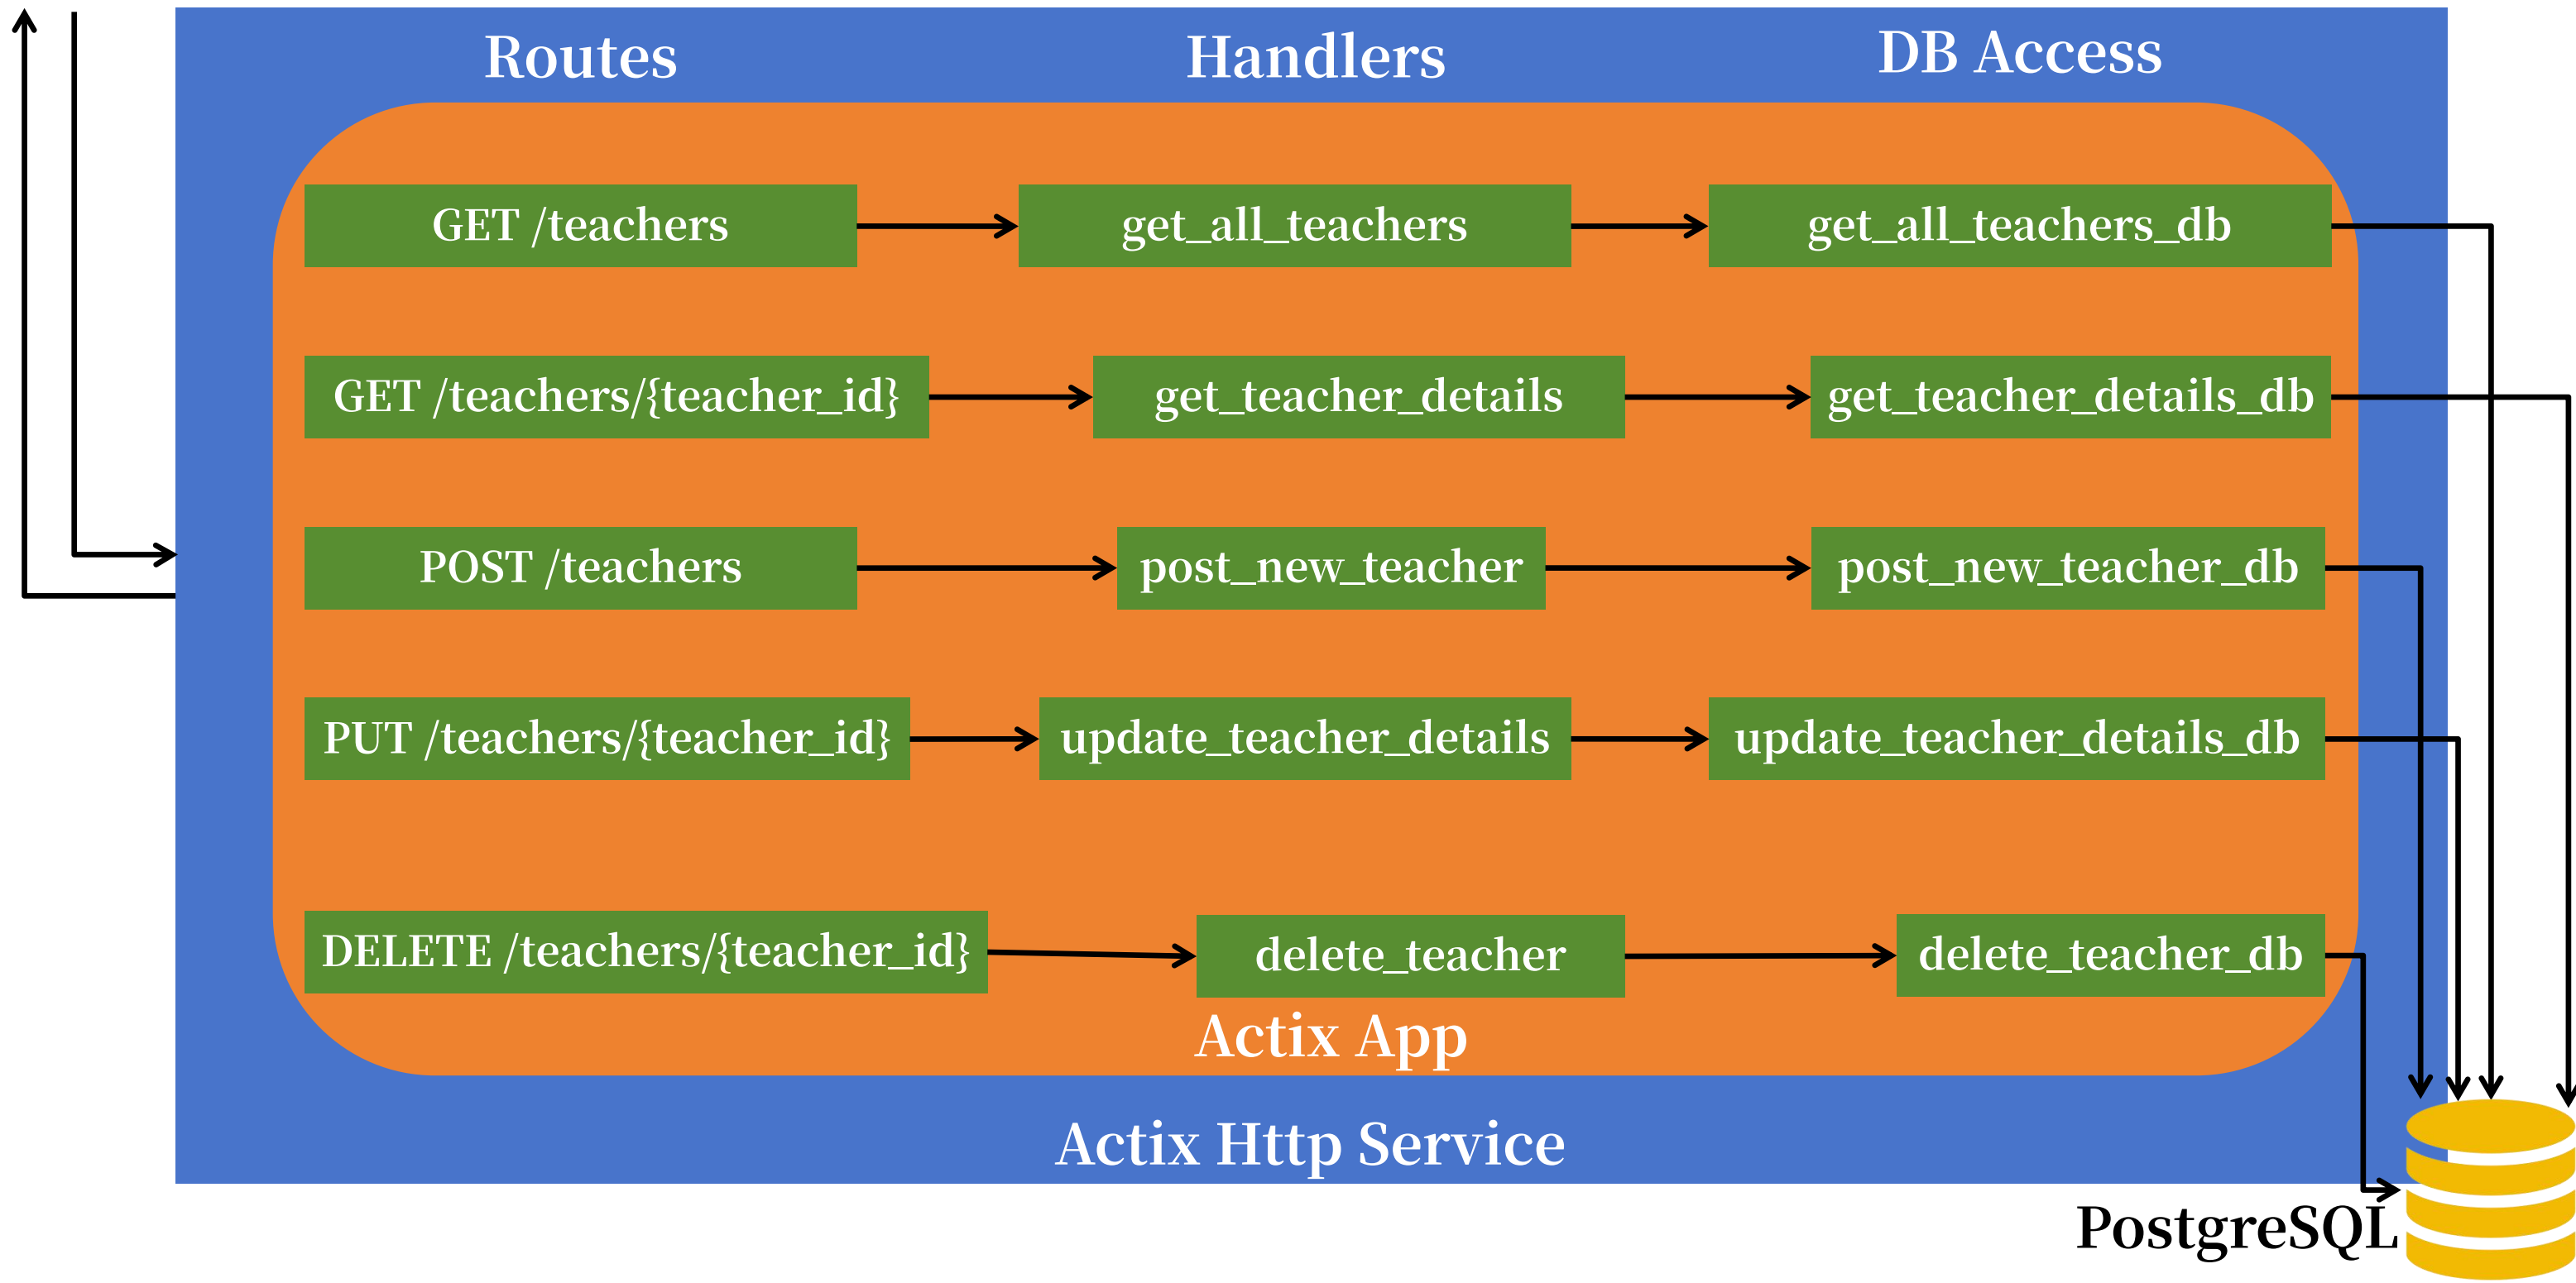 Routes
Handlers
DB Access
GET /teachers
get_all_teachers
get_all_teachers_db
GET /teachers/{teacher_id}
get_teacher_details
get_teacher_details_db
POST /teachers
post_new_teacher
post_new_teacher_db
PUT /teachers/{teacher_id}
update_teacher_details
update_teacher_details_db
DELETE /teachers/{teacher_id}
delete_teacher
delete_teacher_db
Actix App
Actix Http Service
PostgreSQL